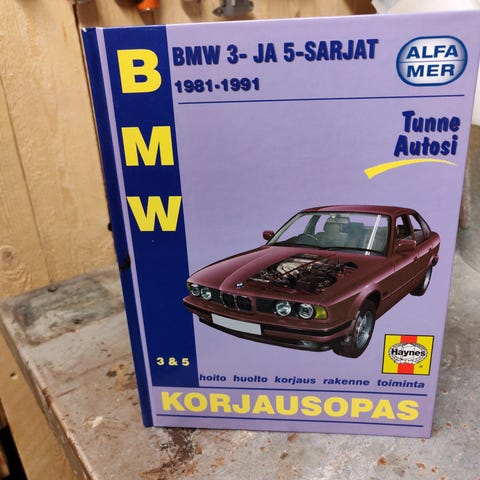 BMW 3- JA 5-SARJAT
1981-1991
ALFA
MER
Tunne
Autosi
B
M
W
3 & 5
Haynes
hoito huolto korjaus rakenne toiminta
KORJAUSOPAS